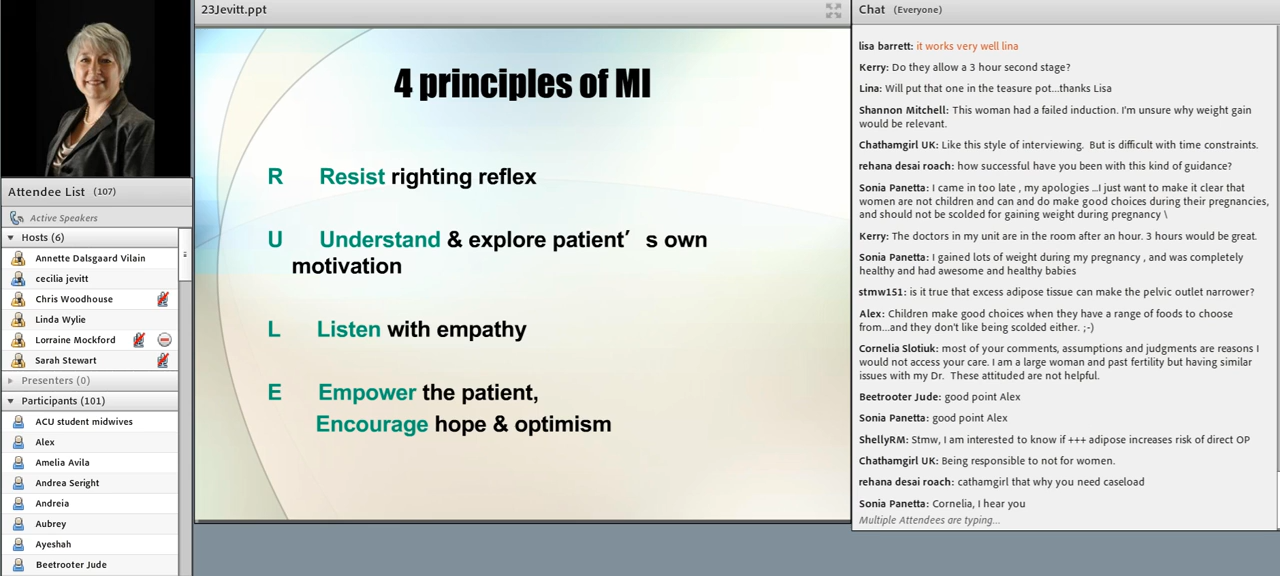 23Jevitt.ppt
4 principles of MI
R Resist righting reflex
U Understand & explore patient’ s own
motivation
L Listen with empathy
E Empower the patient,
Encourage hope & optimism
Attendee List (107)
Active Speakers
Hosts (6)
Annette Dalsgaard Vilain
cecilia jevitt
Chris Woodhouse
Linda Wylie
Lorraine Mockford
Sarah Stewart
Presenters (0)
Participants (101)
ACU student midwives
Alex
Amelia Avila
Andrea Seright
Andreia
Aubrey
Ayeshah
Beetrooter Jude
Chat (Everyone)
lisa barrett: it works very well lina
Kerry: Do they allow a 3 hour second stage?
Lina: Will put that one in the teasure pot...thanks Lisa
Shannon Mitchell: This woman had a failed induction. I'm unsure why weight gain
would be relevant.
Chathamgirl UK: Like this style of interviewing. But is difficult with time constraints.
rehana desai roach: how successful have you been with this kind of guidance?
Sonia Panetta: I came in too late , my apologies ...I just want to make it clear that
women are not children and can and do make good choices during their pregnancies,
and should not be scolded for gaining weight during pregnancy \
Kerry: The doctors in my unit are in the room after an hour. 3 hours would be great.
Sonia Panetta: I gained lots of weight during my pregnancy , and was completely
healthy and had awesome and healthy babies
stmw151: is it true that excess adipose tissue can make the pelvic outlet narrower?
Alex: Children make good choices when they have a range of foods to choose
from...and they don't like being scolded either. ;-)
Cornelia Slotiuk: most of your comments, assumptions and judgments are reasons I
would not access your care. I am a large woman and past fertility but having similar
issues with my Dr. These attituded are not helpful.
Beetrooter Jude: good point Alex
Sonia Panetta: good point Alex
ShellyRM: Stmw, I am interested to know if +++ adipose increases risk of direct OP
Chathamgirl UK: Being responsible to not for women.
rehana desai roach: cathamgirl that why you need caseload
Sonia Panetta: Cornelia, I hear you
Multiple Attendees are typing...